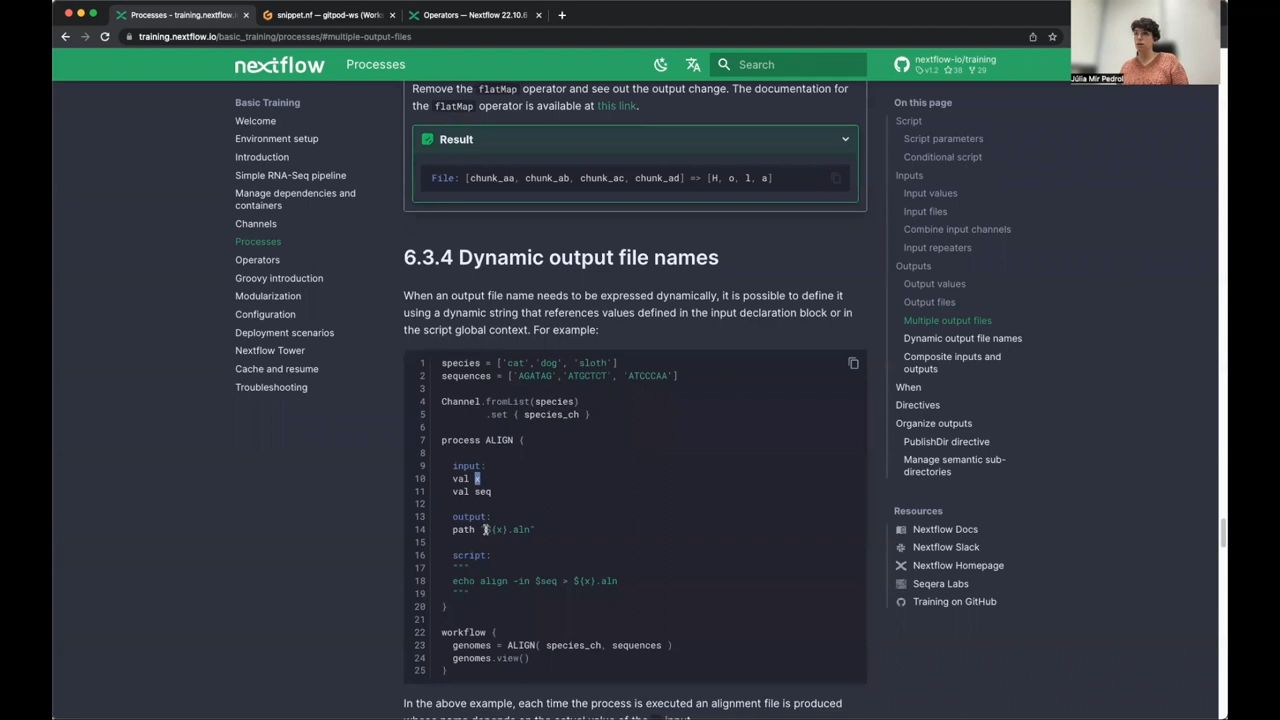 Processes - training.nextflow.i
snippet.nf — gitpod-ws (Works
Operators — Nextflow 22.10.6
training.nextflow.io/basic_training/processes/#multiple-output-files
nextflow
Processes
Search
nextflow-io/training
v1.2 38 29
Júlia Mir Pedrol
Basic Training
Welcome
Environment setup
Introduction
Simple RNA-Seq pipeline
Manage dependencies and
containers
Channels
Processes
Operators
Groovy introduction
Modularization
Configuration
Deployment scenarios
Nextflow Tower
Cache and resume
Troubleshooting
Remove the flatMap operator and see out the output change. The documentation for
the flatMap operator is available at this link.
Result
File: [chunk_aa, chunk_ab, chunk_ac, chunk_ad] => [H, o, l, a]
6.3.4 Dynamic output file names
When an output file name needs to be expressed dynamically, it is possible to define it
using a dynamic string that references values defined in the input declaration block or in
the script global context. For example:
1 species = ['cat','dog', 'sloth']
2 sequences = ['AGATAG','ATGCTCT', 'ATCCCAA']
3
4 Channel.fromList(species)
5 .set { species_ch }
6
7 process ALIGN {
8
9 input:
10 val x
11 val seq
12
13 output:
14 path "${x}.aln"
15
16 script:
17 """
18 echo align -in $seq > ${x}.aln
19 """
20 }
21
22 workflow {
23 genomes = ALIGN( species_ch, sequences )
24 genomes.view()
25 }
In the above example, each time the process is executed an alignment file is produced
On this page
Script
Script parameters
Conditional script
Inputs
Input values
Input files
Combine input channels
Input repeaters
Outputs
Output values
Output files
Multiple output files
Dynamic output file names
Composite inputs and
outputs
When
Directives
Organize outputs
PublishDir directive
Manage semantic sub-
directories
Resources
Nextflow Docs
Nextflow Slack
Nextflow Homepage
Seqera Labs
Training on GitHub